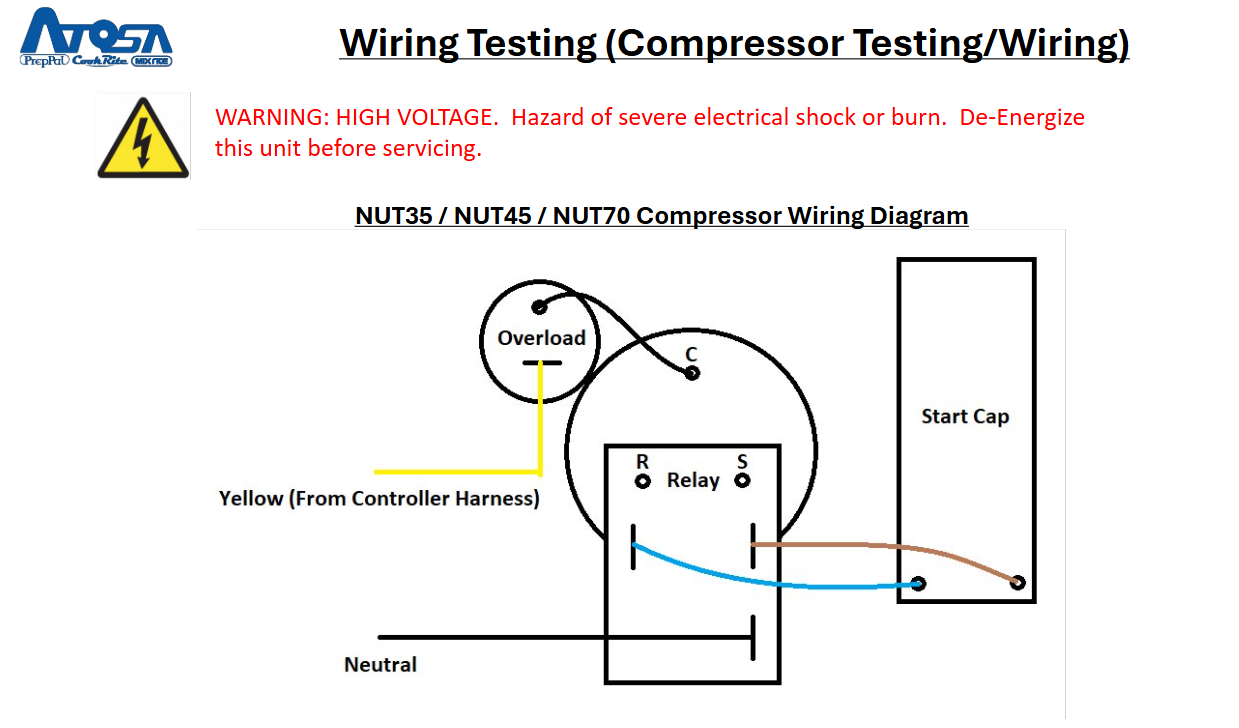 ATOSA
PrepPal CookRite MIXRITE
Wiring Testing (Compressor Testing/Wiring)
WARNING: HIGH VOLTAGE. Hazard of severe electrical shock or burn. De-Energize
this unit before servicing.
NUT35 / NUT45 / NUT70 Compressor Wiring Diagram
Overload
C
Start Cap
R
S
Relay
Yellow (From Controller Harness)
Neutral